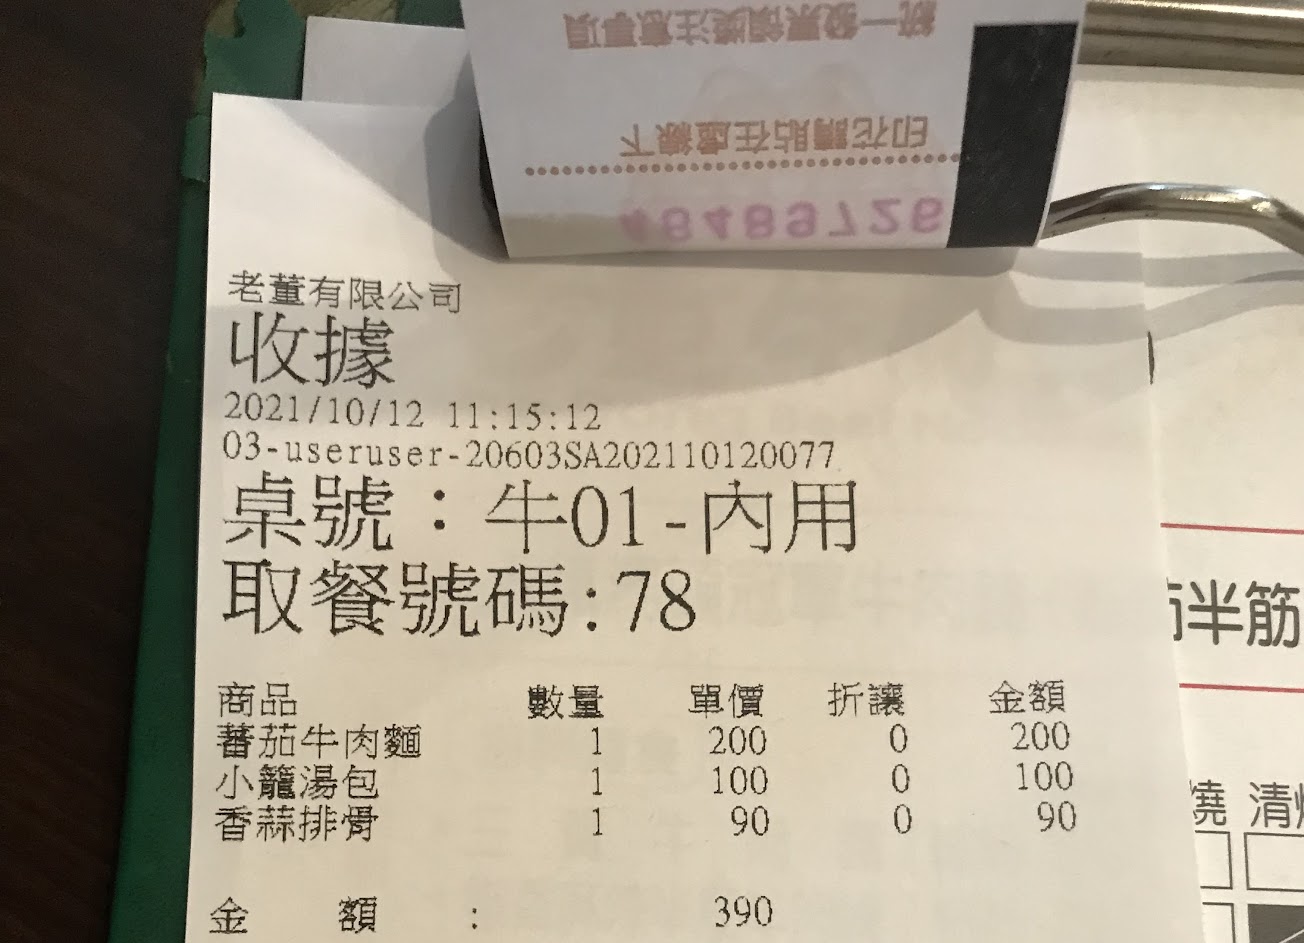 統一發票領獎注意事項
印花請貼在虛線下
48489726
老董有限公司
收據
2021/10/12 11:15:12
03-useruser-20603SA202110120077
桌號：牛01-內用
取餐號碼:78
商品 數量 單價 折讓 金額
蕃茄牛肉麵 1 200 0 200
小籠湯包 1 100 0 100
香蒜排骨 1 90 0 90
金 額 : 390
半筋
燒 清